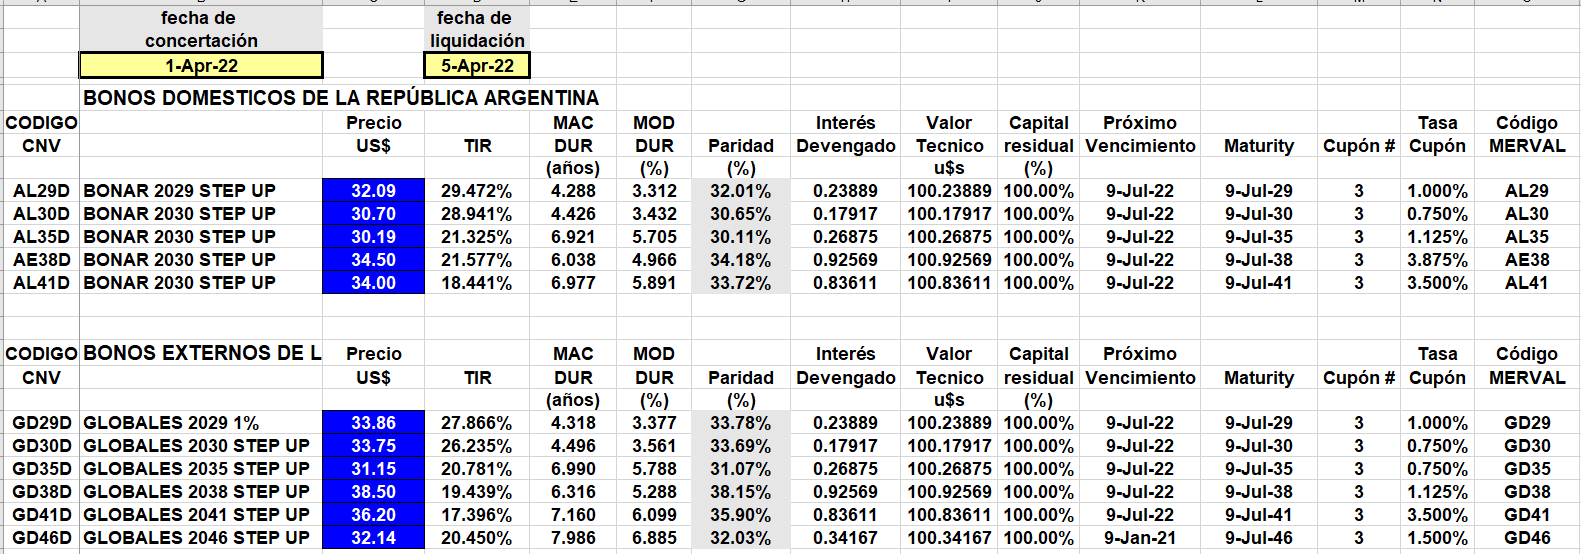 fecha de fecha de
concertación liquidación
1-Apr-22 5-Apr-22
BONOS DOMESTICOS DE LA REPÚBLICA ARGENTINA
CODIGO Precio MAC MOD Interés Valor Capital Próximo Tasa Código
CNV US$ TIR DUR DUR Paridad Devengado Tecnico residual Vencimiento Maturity Cupón # Cupón MERVAL
(años) (%) (%) u$s (%)
AL29D BONAR 2029 STEP UP 32.09 29.472% 4.288 3.312 32.01% 0.23889 100.23889 100.00% 9-Jul-22 9-Jul-29 3 1.000% AL29
AL30D BONAR 2030 STEP UP 30.70 28.941% 4.426 3.432 30.65% 0.17917 100.17917 100.00% 9-Jul-22 9-Jul-30 3 0.750% AL30
AL35D BONAR 2030 STEP UP 30.19 21.325% 6.921 5.705 30.11% 0.26875 100.26875 100.00% 9-Jul-22 9-Jul-35 3 1.125% AL35
AE38D BONAR 2030 STEP UP 34.50 21.577% 6.038 4.966 34.18% 0.92569 100.92569 100.00% 9-Jul-22 9-Jul-38 3 3.875% AE38
AL41D BONAR 2030 STEP UP 34.00 18.441% 6.977 5.891 33.72% 0.83611 100.83611 100.00% 9-Jul-22 9-Jul-41 3 3.500% AL41
CODIGO BONOS EXTERNOS DE L Precio MAC MOD Interés Valor Capital Próximo Tasa Código
CNV US$ TIR DUR DUR Paridad Devengado Tecnico residual Vencimiento Maturity Cupón # Cupón MERVAL
(años) (%) (%) u$s (%)
GD29D GLOBALES 2029 1% 33.86 27.866% 4.318 3.377 33.78% 0.23889 100.23889 100.00% 9-Jul-22 9-Jul-29 3 1.000% GD29
GD30D GLOBALES 2030 STEP UP 33.75 26.235% 4.496 3.561 33.69% 0.17917 100.17917 100.00% 9-Jul-22 9-Jul-30 3 0.750% GD30
GD35D GLOBALES 2035 STEP UP 31.15 20.781% 6.990 5.788 31.07% 0.26875 100.26875 100.00% 9-Jul-22 9-Jul-35 3 0.750% GD35
GD38D GLOBALES 2038 STEP UP 38.50 19.439% 6.316 5.288 38.15% 0.92569 100.92569 100.00% 9-Jul-22 9-Jul-38 3 1.125% GD38
GD41D GLOBALES 2041 STEP UP 36.20 17.396% 7.160 6.099 35.90% 0.83611 100.83611 100.00% 9-Jul-22 9-Jul-41 3 3.500% GD41
GD46D GLOBALES 2046 STEP UP 32.14 20.450% 7.986 6.885 32.03% 0.34167 100.34167 100.00% 9-Jan-21 9-Jul-46 3 1.500% GD46